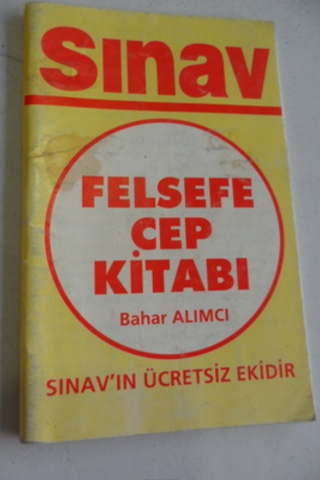 Sınav
FELSEFE
CEP
KİTABI
Bahar ALIMCI
SINAV'IN ÜCRETSİZ EKİDİR